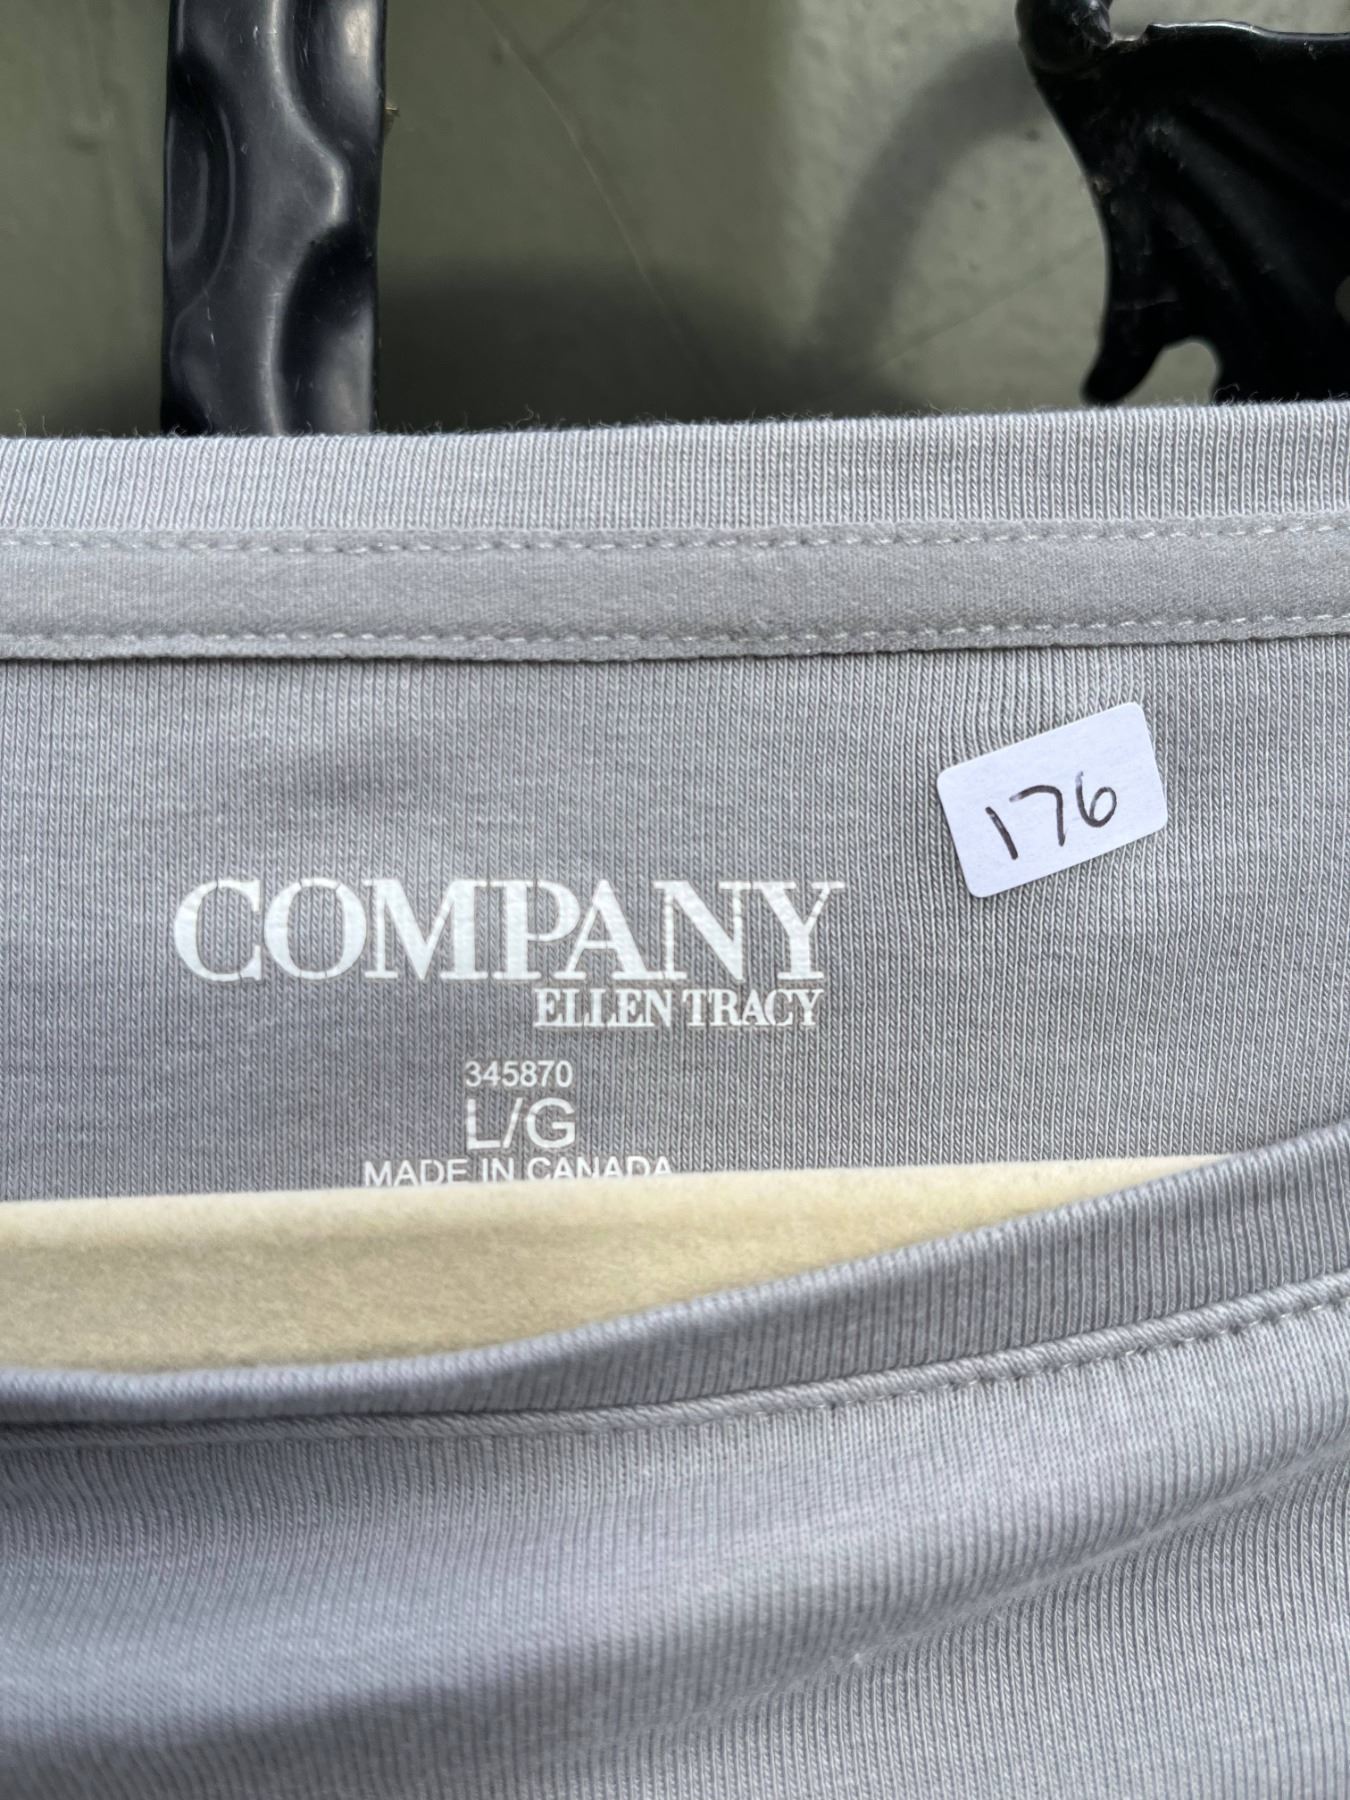 176
COMPANY
ELLEN TRACY
345870
L/G
MADE IN CANADA